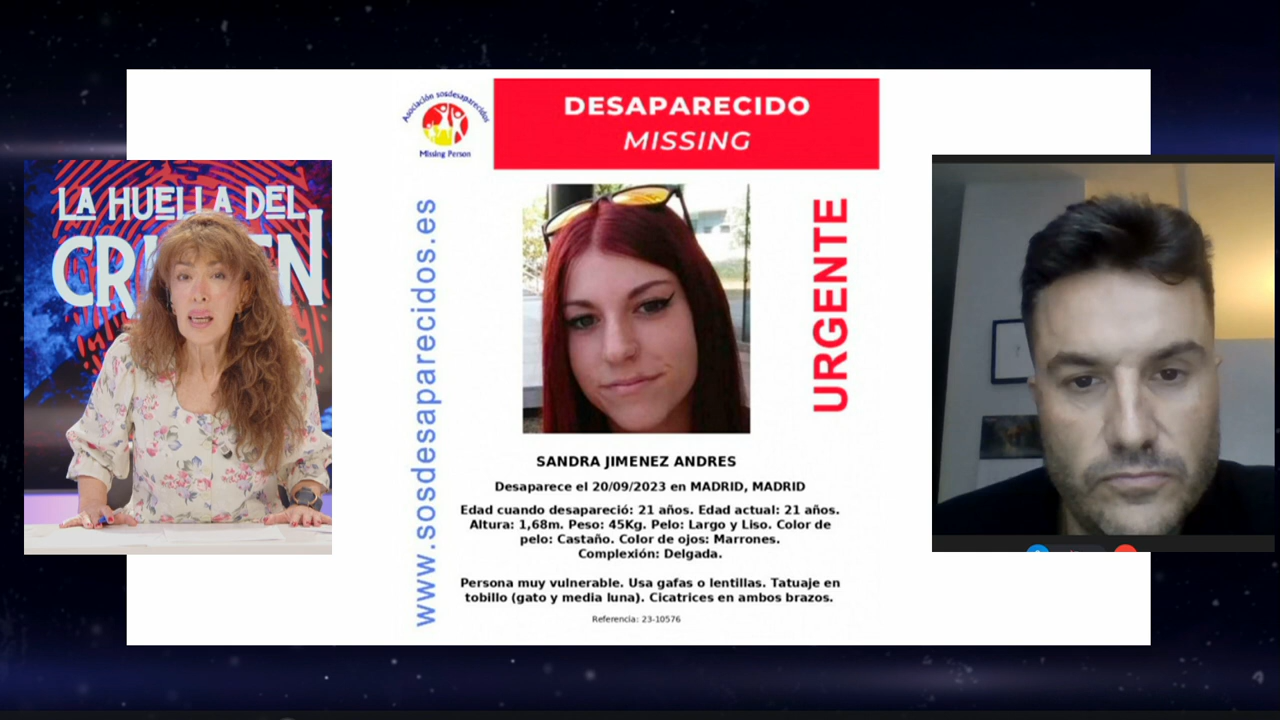 Asociación sosdesaparecidos
Missing Person
DESAPARECIDO
MISSING
LA HUELLA DEL
CR
EN
www.sosdesaparecidos.es
URGENTE
SANDRA JIMENEZ ANDRES
Desaparece el 20/09/2023 en MADRID, MADRID
Edad cuando desapareció: 21 años. Edad actual: 21 años.
Altura: 1,68m. Peso: 45Kg. Pelo: Largo y Liso. Color de
pelo: Castaño. Color de ojos: Marrones.
Complexión: Delgada.
Persona muy vulnerable. Usa gafas o lentillas. Tatuaje en
tobillo (gato y media luna). Cicatrices en ambos brazos.
Referencia: 23-10576